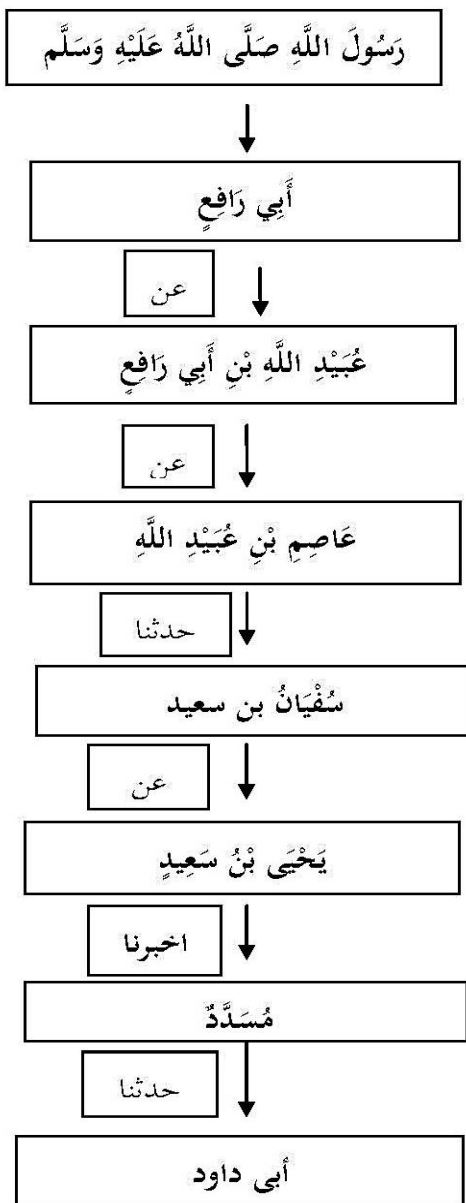 رَسُولَ اللَّهِ صَلَّى اللَّهُ عَلَيْهِ وَسَلَّم
أَبِي رَافِعٍ
عن
عُبَيْدِ اللَّهِ بْنِ أَبِي رَافِعٍ
عن
عَاصِمِ بْنِ عُبَيْدِ اللَّهِ
حدثنا
سُفْيَانُ بن سعيد
عن
يَحْيَى بْنُ سَعِيدٍ
اخبرنا
مُسَدَّدٌ
حدثنا
أبى داود